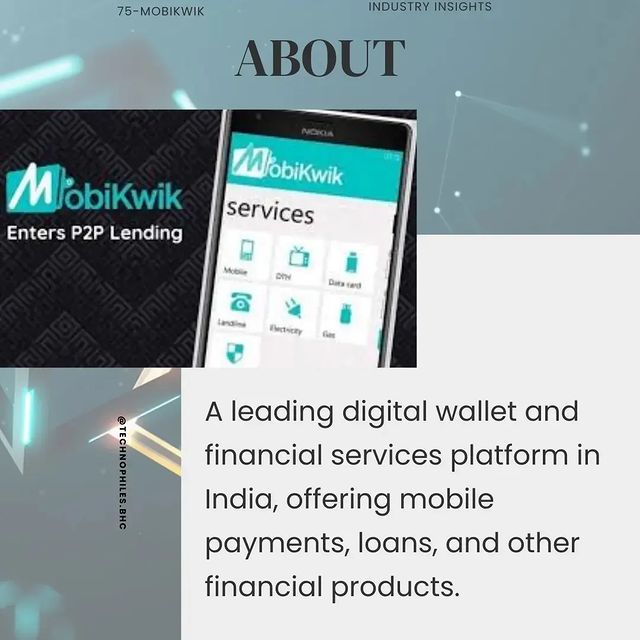 75-MOBIKWIK
INDUSTRY INSIGHTS
ABOUT
MobiKwik
Enters P2P Lending
NOKIA
MobiKwik
services
Mobile
DTH
Data card
Landline
Electricity
Gas
@TECHNOPHILES.BHC
A leading digital wallet and
financial services platform in
India, offering mobile
payments, loans, and other
financial products.